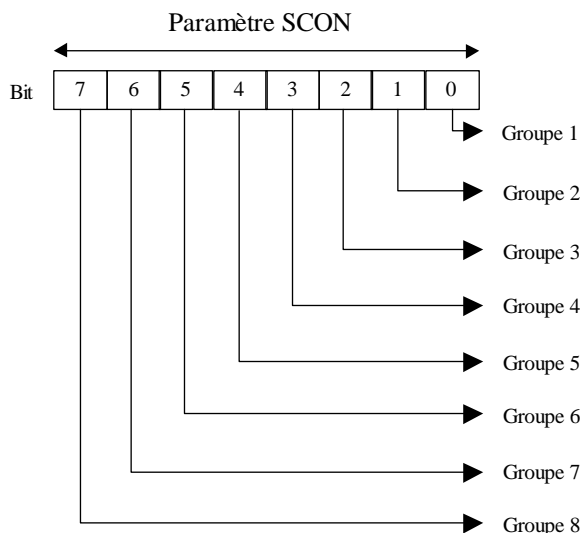 Paramètre SCON
Bit 7 6 5 4 3 2 1 0
Groupe 1
Groupe 2
Groupe 3
Groupe 4
Groupe 5
Groupe 6
Groupe 7
Groupe 8